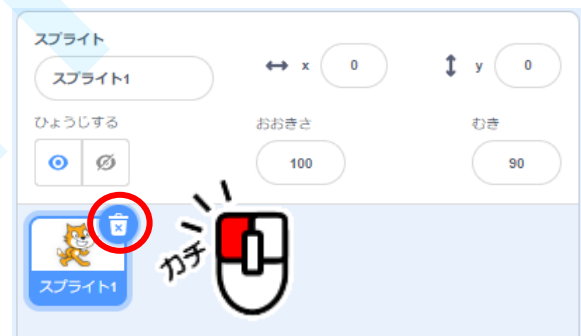 スプライト
スプライト1
x 0
y 0
ひょうじする
おおきさ
むき
100
90
カチ
スプライト1